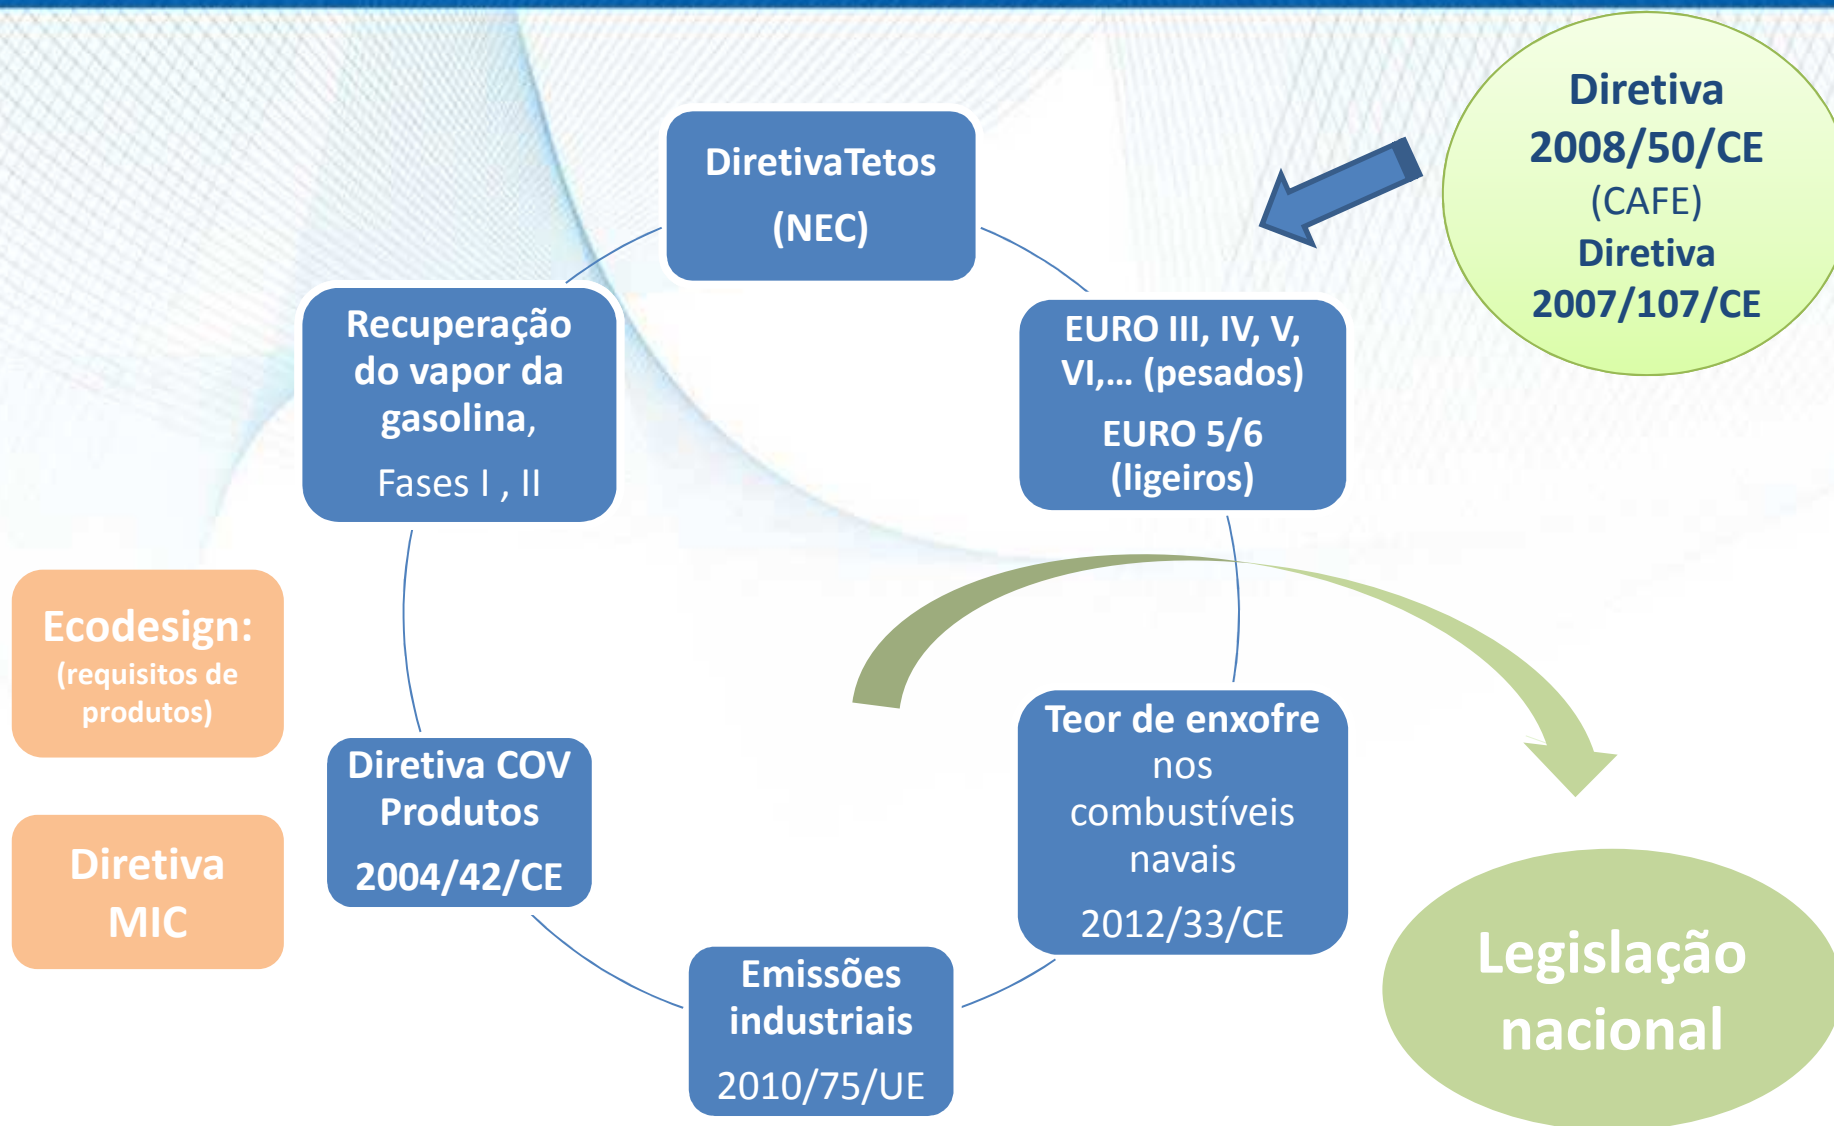 Diretiva
2008/50/CE
(CAFE)
Diretiva
2007/107/CE
DiretivaTetos
(NEC)
EURO III, IV, V,
VI,... (pesados)
EURO 5/6
(ligeiros)
Teor de enxofre
nos
combustíveis
navais
2012/33/CE
Emissões
industriais
2010/75/UE
Diretiva COV
Produtos
2004/42/CE
Recuperação
do vapor da
gasolina,
Fases I , II
Ecodesign:
(requisitos de
produtos)
Diretiva
MIC
Legislação
nacional